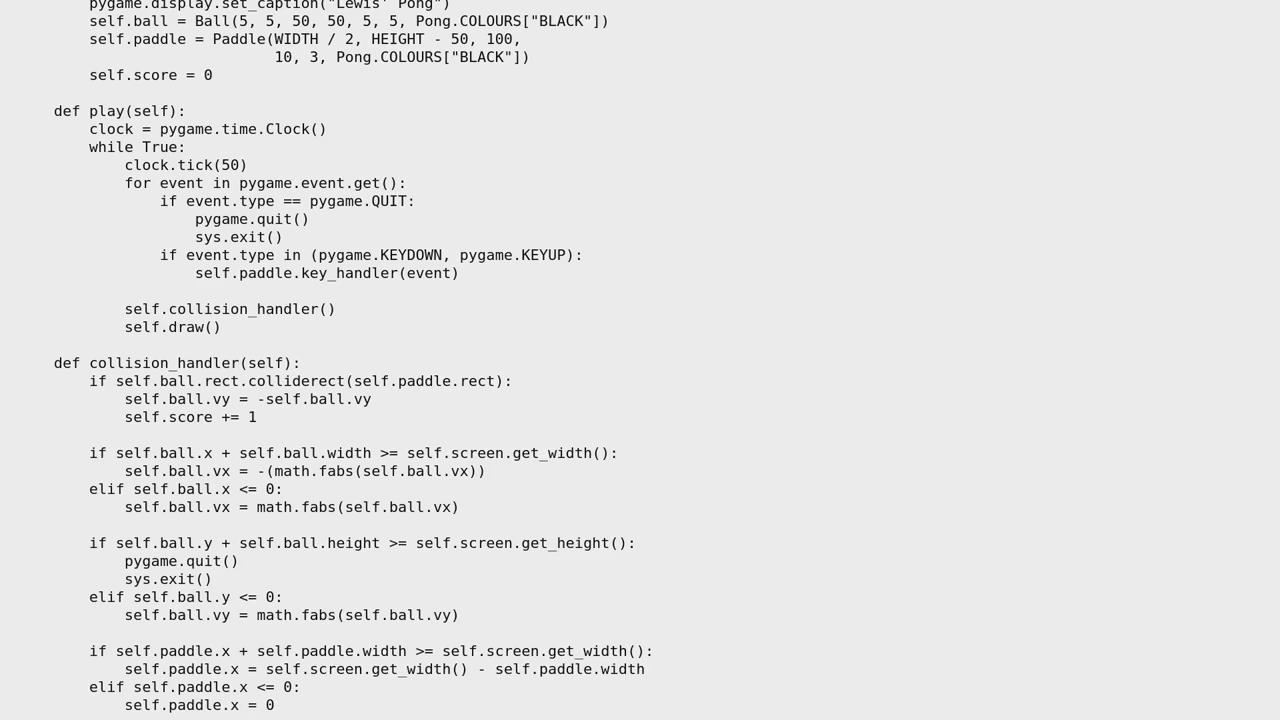 pygame.display.set_caption("Lewis' Pong")
self.ball = Ball(5, 5, 50, 50, 5, 5, Pong.COLOURS["BLACK"])
self.paddle = Paddle(WIDTH / 2, HEIGHT - 50, 100,
10, 3, Pong.COLOURS["BLACK"])
self.score = 0
def play(self):
clock = pygame.time.Clock()
while True:
clock.tick(50)
for event in pygame.event.get():
if event.type == pygame.QUIT:
pygame.quit()
sys.exit()
if event.type in (pygame.KEYDOWN, pygame.KEYUP):
self.paddle.key_handler(event)
self.collision_handler()
self.draw()
def collision_handler(self):
if self.ball.rect.colliderect(self.paddle.rect):
self.ball.vy = -self.ball.vy
self.score += 1
if self.ball.x + self.ball.width >= self.screen.get_width():
self.ball.vx = -(math.fabs(self.ball.vx))
elif self.ball.x <= 0:
self.ball.vx = math.fabs(self.ball.vx)
if self.ball.y + self.ball.height >= self.screen.get_height():
pygame.quit()
sys.exit()
elif self.ball.y <= 0:
self.ball.vy = math.fabs(self.ball.vy)
if self.paddle.x + self.paddle.width >= self.screen.get_width():
self.paddle.x = self.screen.get_width() - self.paddle.width
elif self.paddle.x <= 0:
self.paddle.x = 0